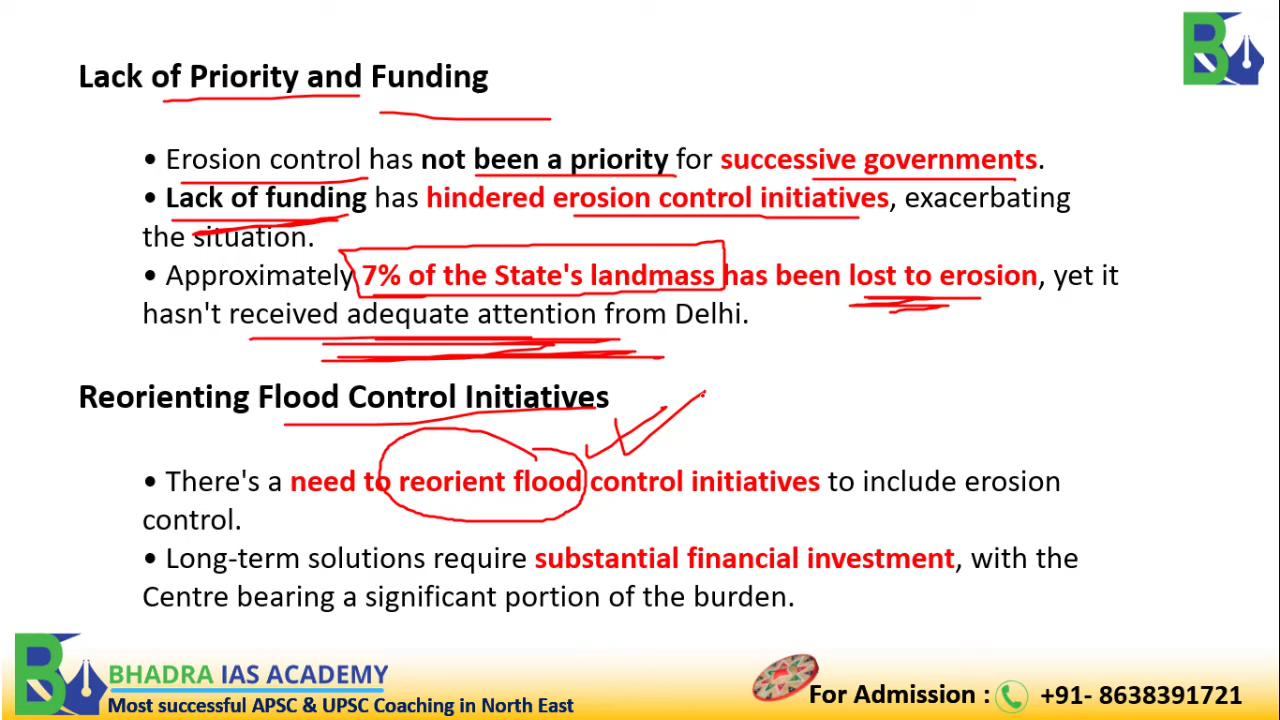 Lack of Priority and Funding
• Erosion control has not been a priority for successive governments.
• Lack of funding has hindered erosion control initiatives, exacerbating
the situation.
• Approximately 7% of the State's landmass has been lost to erosion, yet it
hasn't received adequate attention from Delhi.
Reorienting Flood Control Initiatives
• There's a need to reorient flood control initiatives to include erosion
control.
• Long-term solutions require substantial financial investment, with the
Centre bearing a significant portion of the burden.
BHADRA IAS ACADEMY
Most successful APSC & UPSC Coaching in North East
For Admission : +91- 8638391721